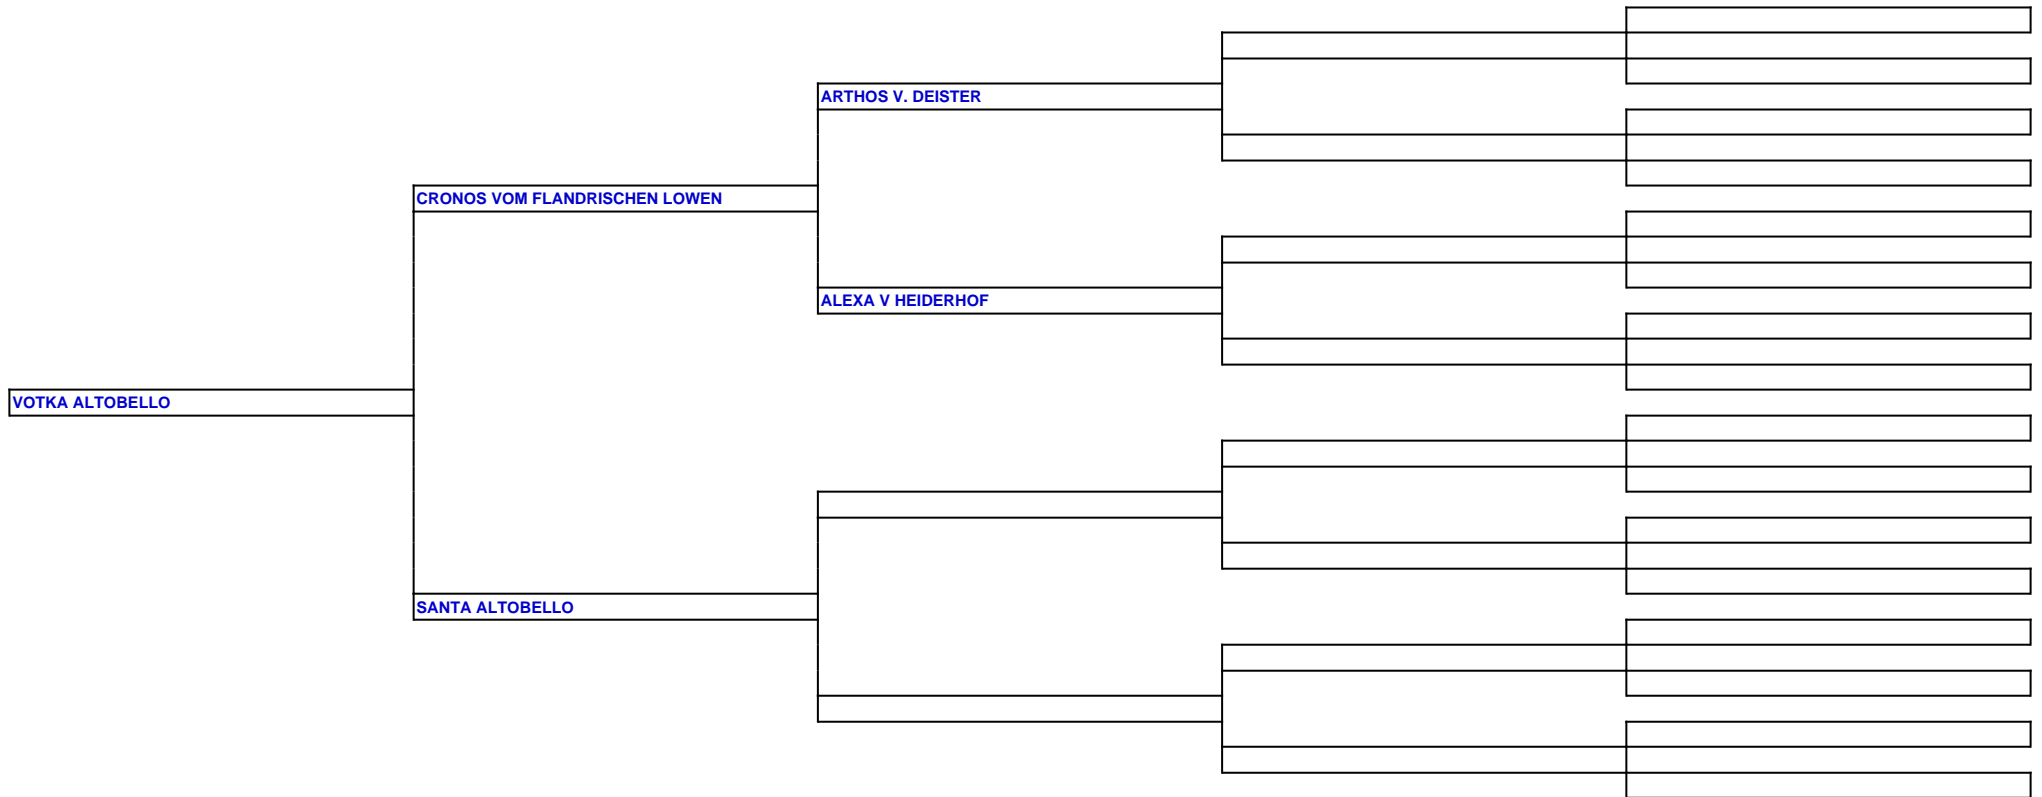 ARTHOS V. DEISTER
CRONOS VOM FLANDRISCHEN LOWEN
ALEXA V HEIDERHOF
VOTKA ALTOBELLO
SANTA ALTOBELLO